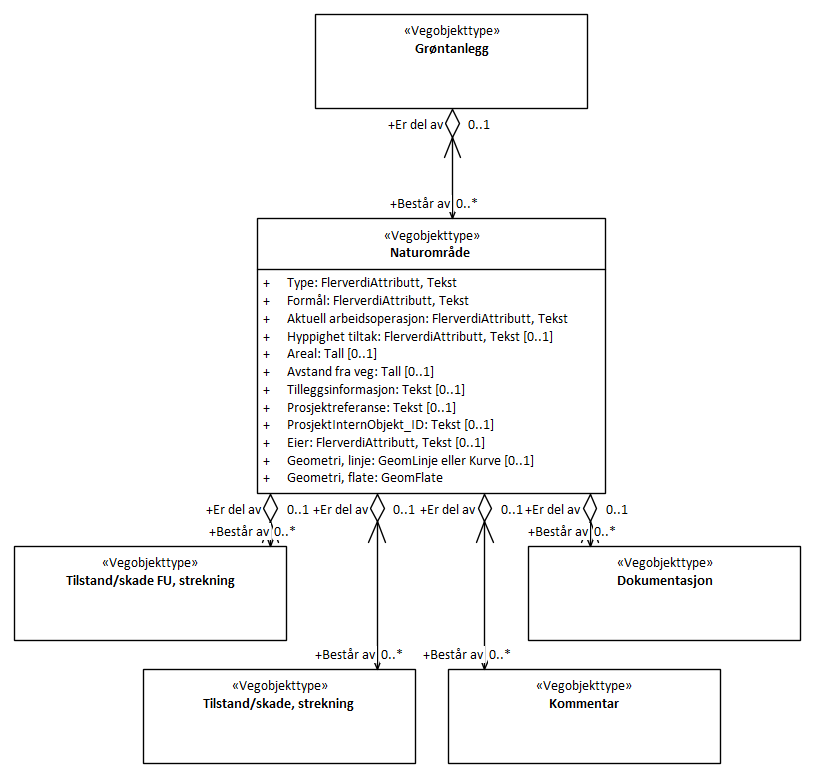 «Vegobjekttype»
Grøntanlegg
+Er del av 0..1
+Består av 0..*
«Vegobjekttype»
Naturområde
+ Type: FlerverdiAttributt, Tekst
+ Formål: FlerverdiAttributt, Tekst
+ Aktuell arbeidsoperasjon: FlerverdiAttributt, Tekst
+ Hyppighet tiltak: FlerverdiAttributt, Tekst [0..1]
+ Areal: Tall [0..1]
+ Avstand fra veg: Tall [0..1]
+ Tilleggsinformasjon: Tekst [0..1]
+ Prosjektreferanse: Tekst [0..1]
+ ProsjektInternObjekt_ID: Tekst [0..1]
+ Eier: FlerverdiAttributt, Tekst [0..1]
+ Geometri, linje: GeomLinje eller Kurve [0..1]
+ Geometri, flate: GeomFlate
+Er del av 0..1 +Er del av 0..1 +Er del av 0..1 +Er del av 0..1
+Består av 0..* +Består av 0..*
«Vegobjekttype»
Tilstand/skade FU, strekning
«Vegobjekttype»
Dokumentasjon
+Består av 0..* +Består av 0..*
«Vegobjekttype»
Tilstand/skade, strekning
«Vegobjekttype»
Kommentar